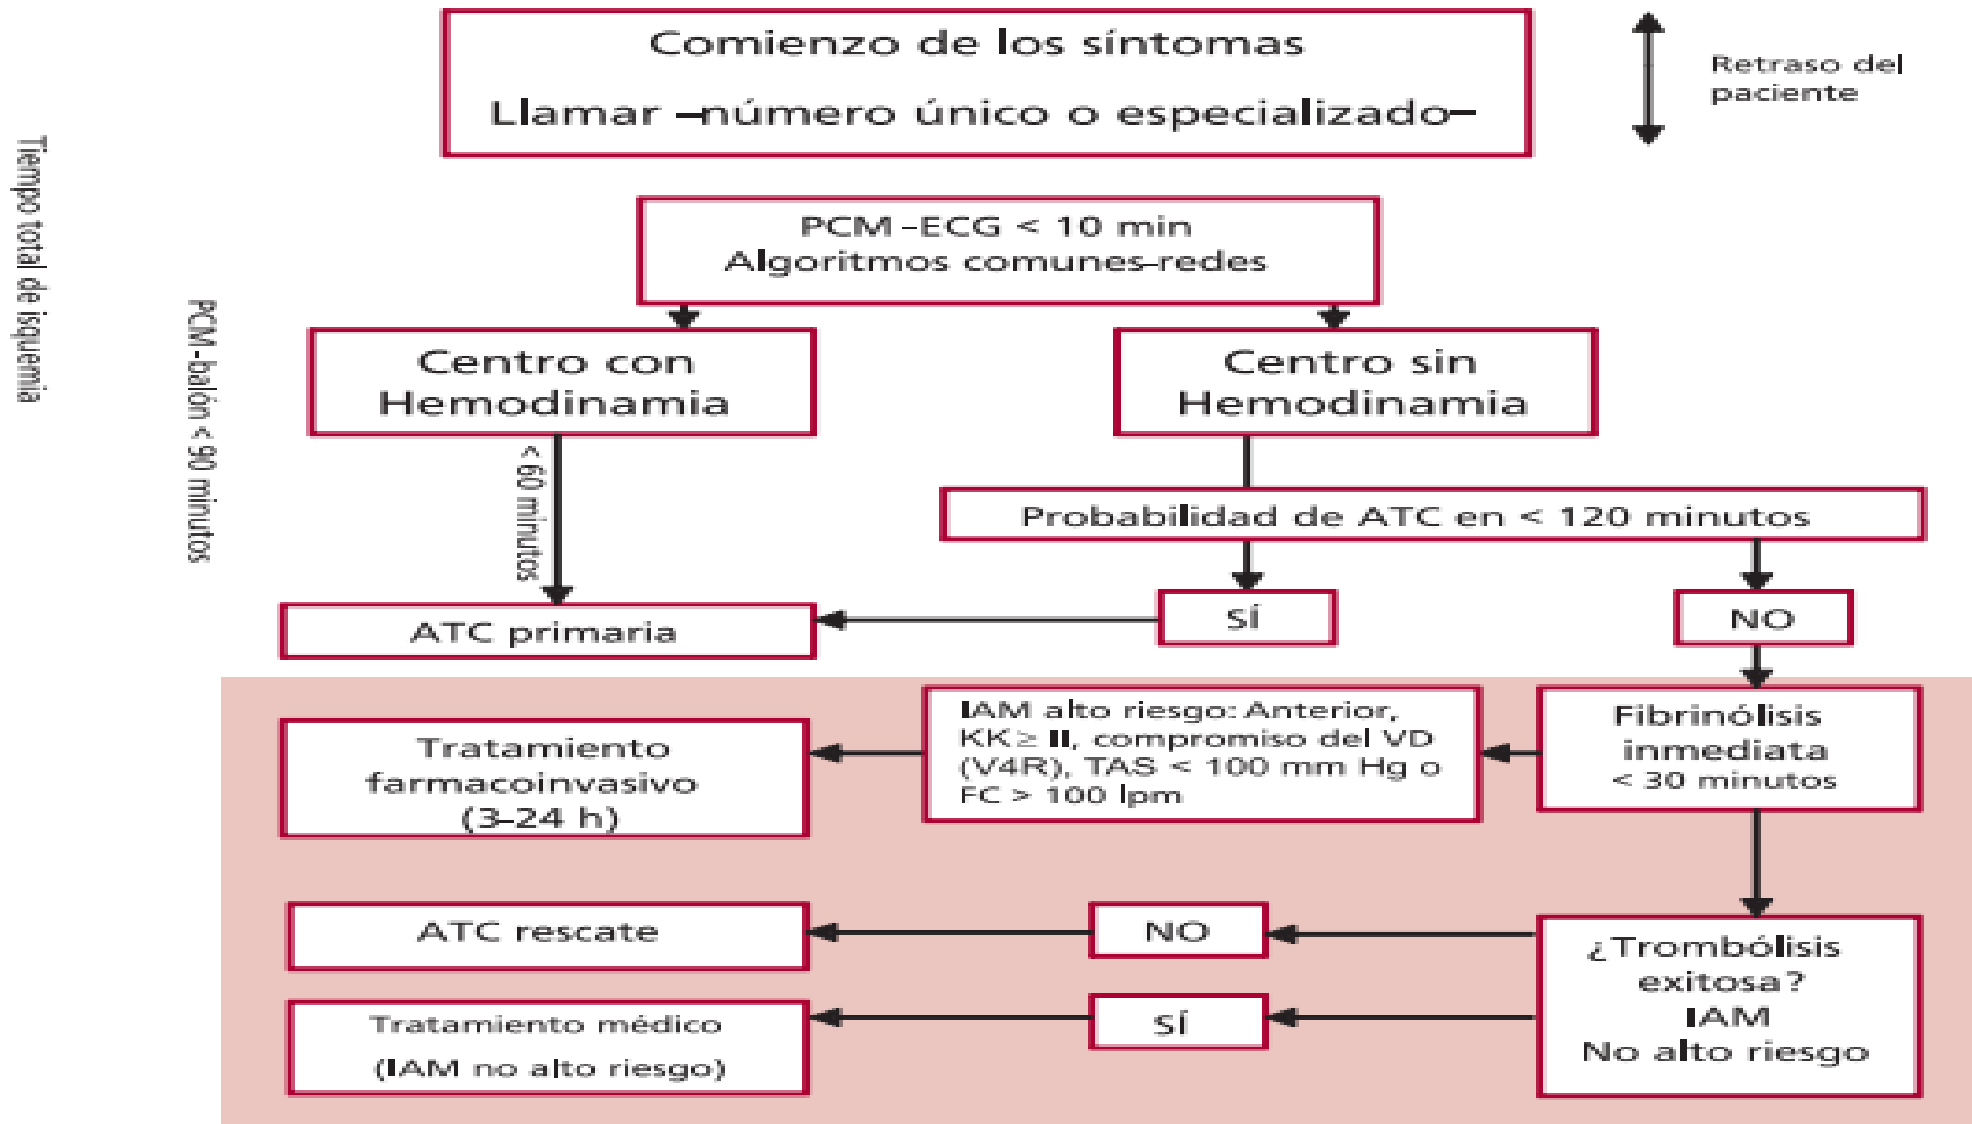 Comienzo de los síntomas
Llamar –número único o especializado–
Retraso del
paciente
Tiempo total de isquemia
PCM-balón < 90 minutos
PCM-ECG < 10 min
Algoritmos comunes-redes
Centro con
Hemodinamia
Centro sin
Hemodinamia
< 60 minutos
Probabilidad de ATC en < 120 minutos
ATC primaria
SÍ
NO
Tratamiento
farmacoinvasivo
(3-24 h)
IAM alto riesgo: Anterior,
KK ≥ II, compromiso del VD
(V4R), TAS < 100 mm Hg o
FC > 100 lpm
Fibrinólisis
inmediata
< 30 minutos
ATC rescate
NO
¿Trombólisis
exitosa?
IAM
No alto riesgo
Tratamiento médico
(IAM no alto riesgo)
SÍ